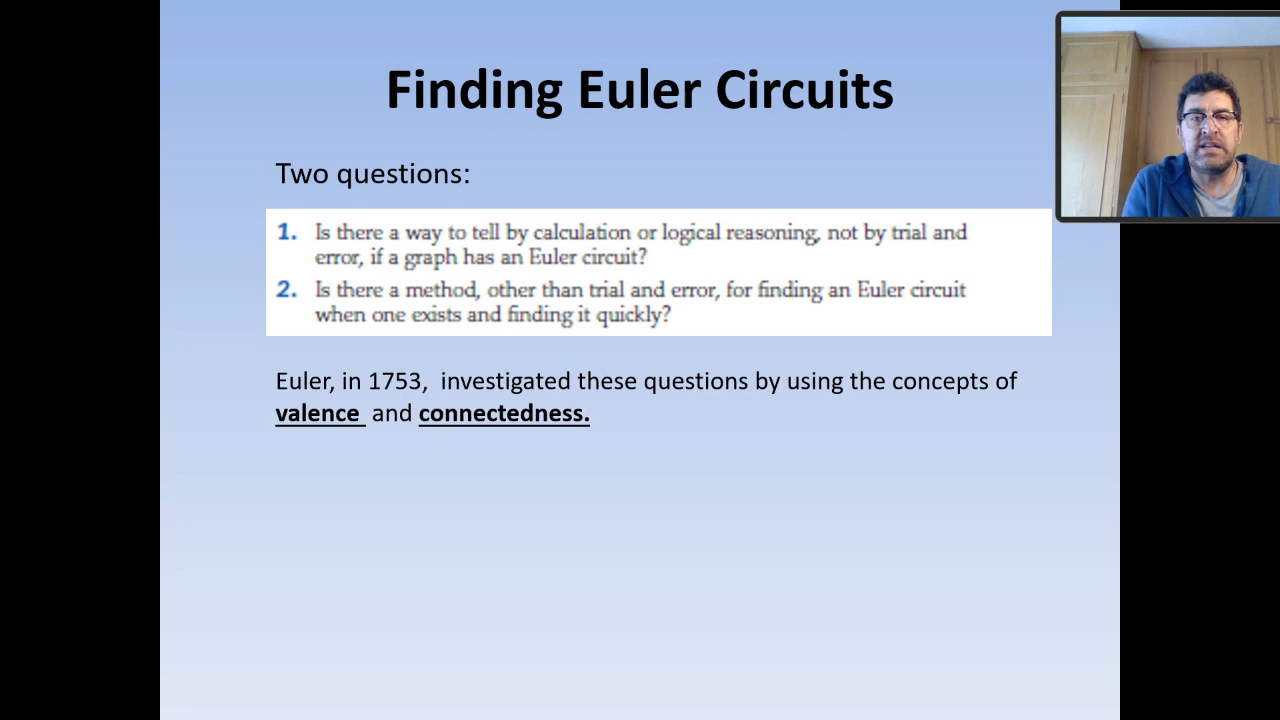 Finding Euler Circuits
Two questions:
1. Is there a way to tell by calculation or logical reasoning, not by trial and
error, if a graph has an Euler circuit?
2. Is there a method, other than trial and error, for finding an Euler circuit
when one exists and finding it quickly?
Euler, in 1753,  investigated these questions by using the concepts of
valence  and connectedness.